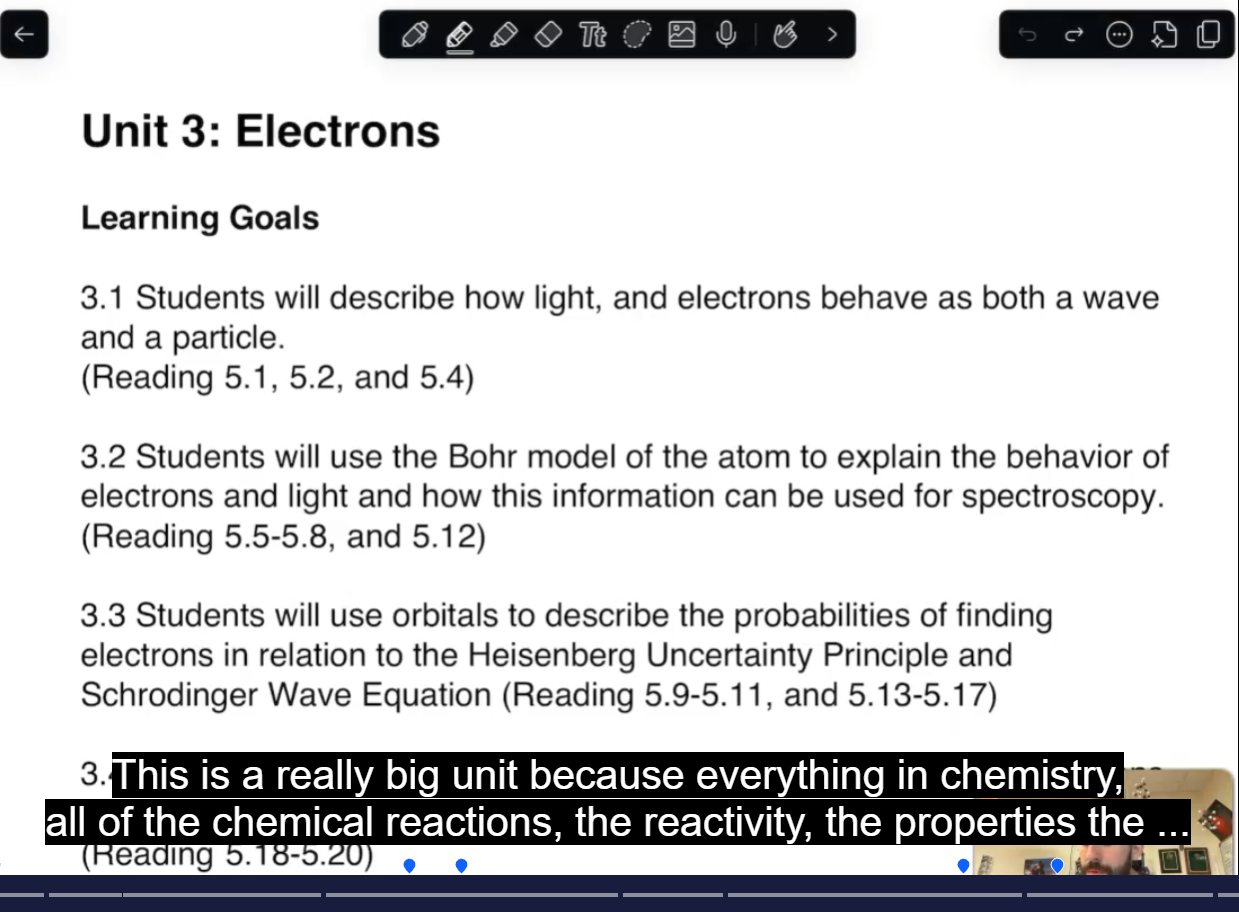 Tt
Unit 3: Electrons
Learning Goals
3.1 Students will describe how light, and electrons behave as both a wave
and a particle.
(Reading 5.1, 5.2, and 5.4)
3.2 Students will use the Bohr model of the atom to explain the behavior of
electrons and light and how this information can be used for spectroscopy.
(Reading 5.5-5.8, and 5.12)
3.3 Students will use orbitals to describe the probabilities of finding
electrons in relation to the Heisenberg Uncertainty Principle and
Schrodinger Wave Equation (Reading 5.9-5.11, and 5.13-5.17)
This is a really big unit because everything in chemistry,
all of the chemical reactions, the reactivity, the properties the ...
(Reading 5.18-5.20)